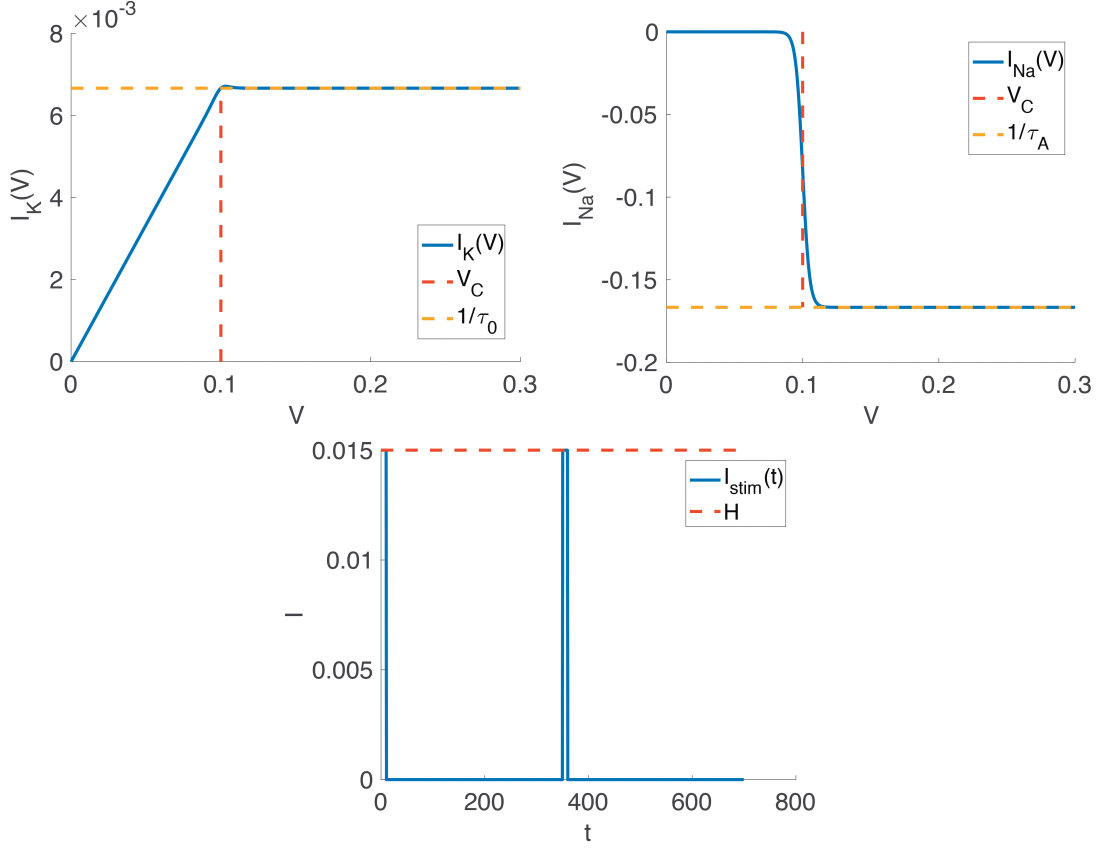 ×10⁻³
8
6
4
2
0
I_K(V)
I_K(V)
V_C
1/τ_0
0
0.1
0.2
0.3
V
0
-0.05
-0.1
-0.15
-0.2
I_Na(V)
I_Na(V)
V_C
1/τ_A
0
0.1
0.2
0.3
V
0.015
0.01
0.005
0
I
I_stim(t)
H
0
200
400
600
800
t